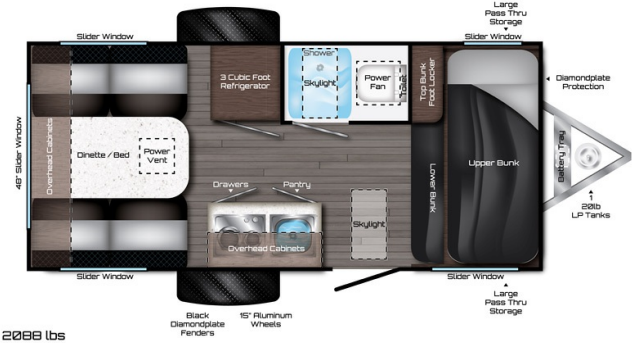 Large
Pass Thru
Storage
Slider Window
Slider Window
Shower
Skylight
Power
Fan
Toilet
3 Cubic Foot
Refrigerator
Top Bunk
Foot Locker
Diamondplate
Protection
48" Slider Window
Overhead Cabinets
Dinette / Bed
Power
Vent
Lower Bunk
Upper Bunk
Battery Tray
Drawers
Pantry
Skylight
Overhead Cabinets
1
20lb
LP Tanks
Slider Window
Slider Window
Large
Pass Thru
Storage
Black
Diamondplate
Fenders
15" Aluminum
Wheels
2088 lbs